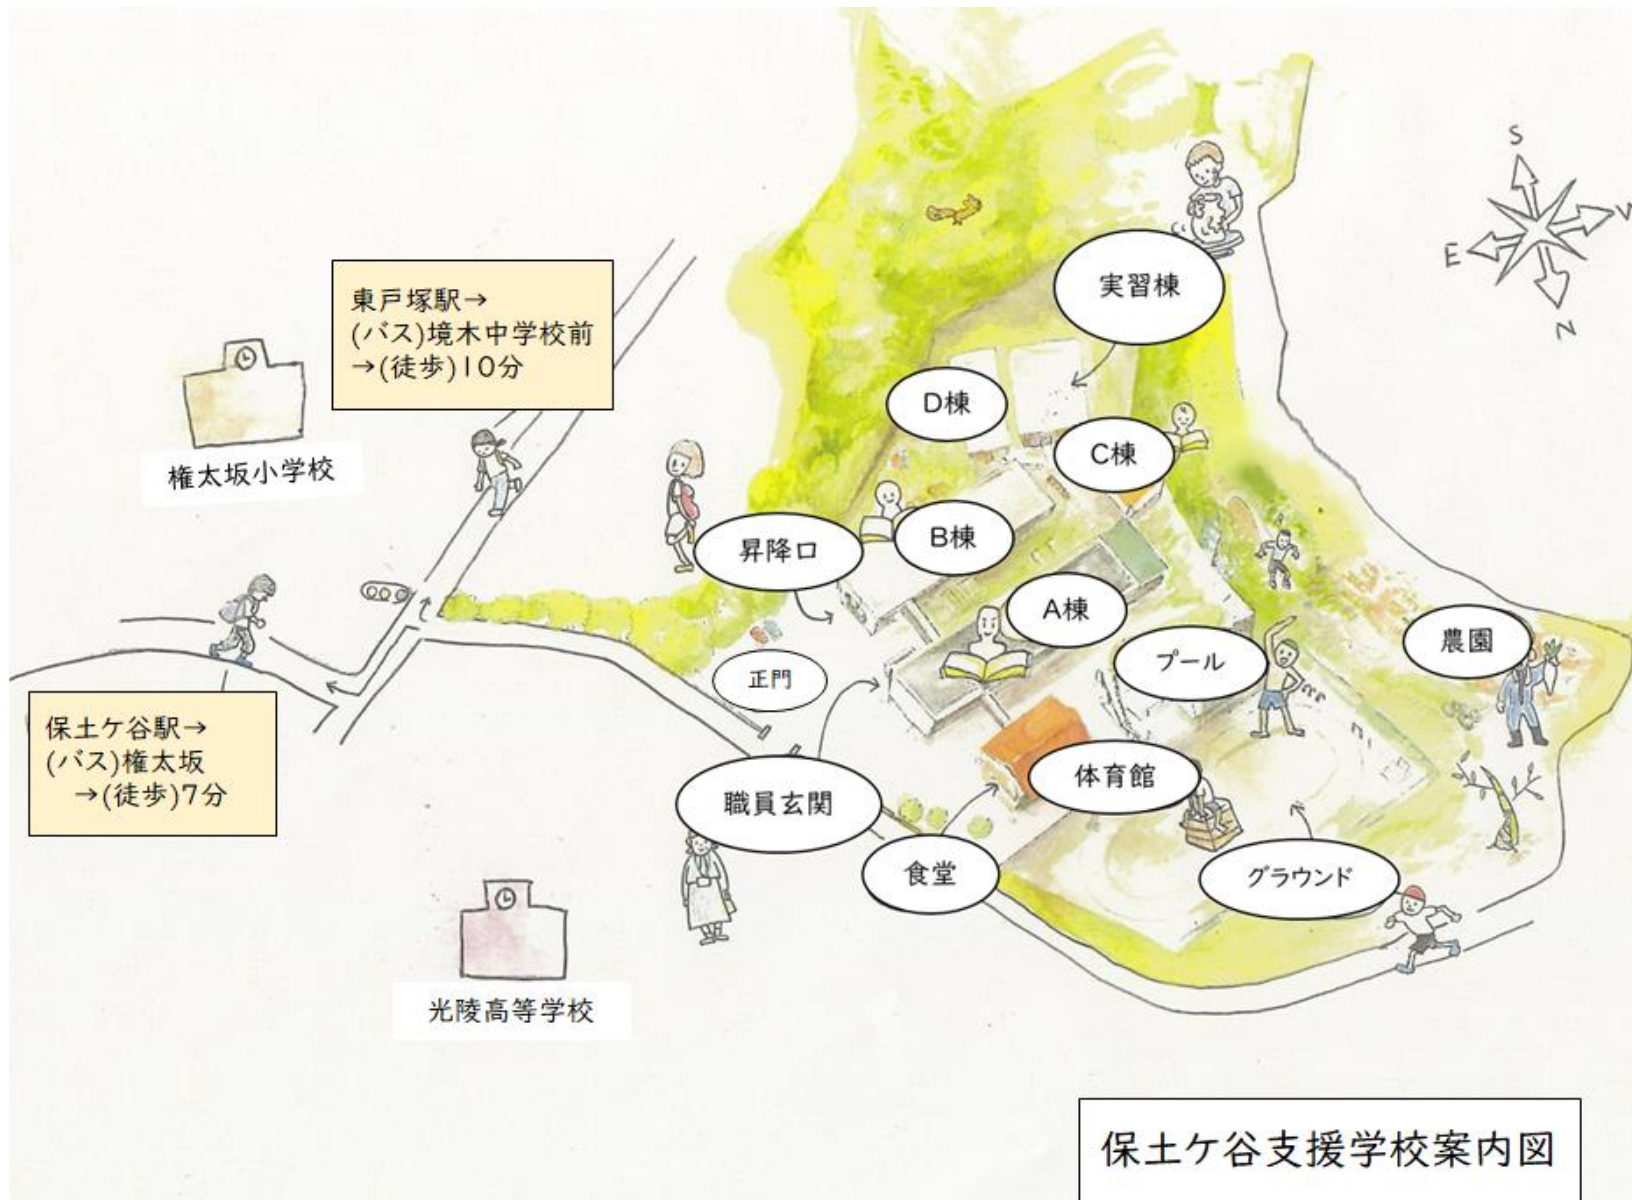 S
W
E
N
実習棟
東戸塚駅→
(バス)境木中学校前
→(徒歩)10分
D棟
C棟
権太坂小学校
昇降口
B棟
A棟
プール
農園
正門
保土ケ谷駅→
(バス)権太坂
→(徒歩)7分
職員玄関
体育館
食堂
グラウンド
光陵高等学校
保土ケ谷支援学校案内図